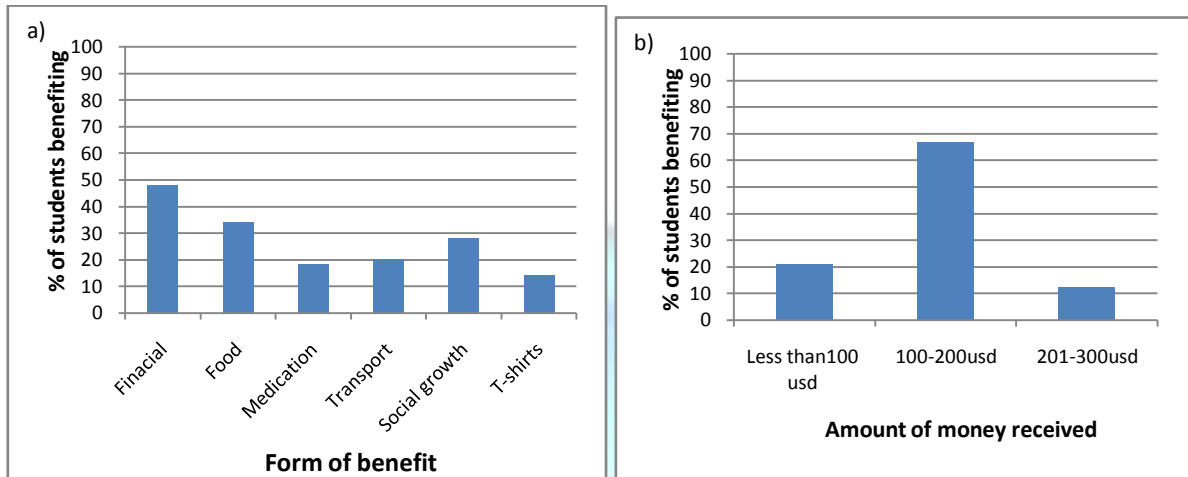 a)
% of students benefiting
100
90
80
70
60
50
40
30
20
10
0
Finacial
Food
Medication
Transport
Social growth
T-shirts
Form of benefit
b)
% of students benefiting
100
90
80
70
60
50
40
30
20
10
0
Less than100
usd
100-200usd
201-300usd
Amount of money received